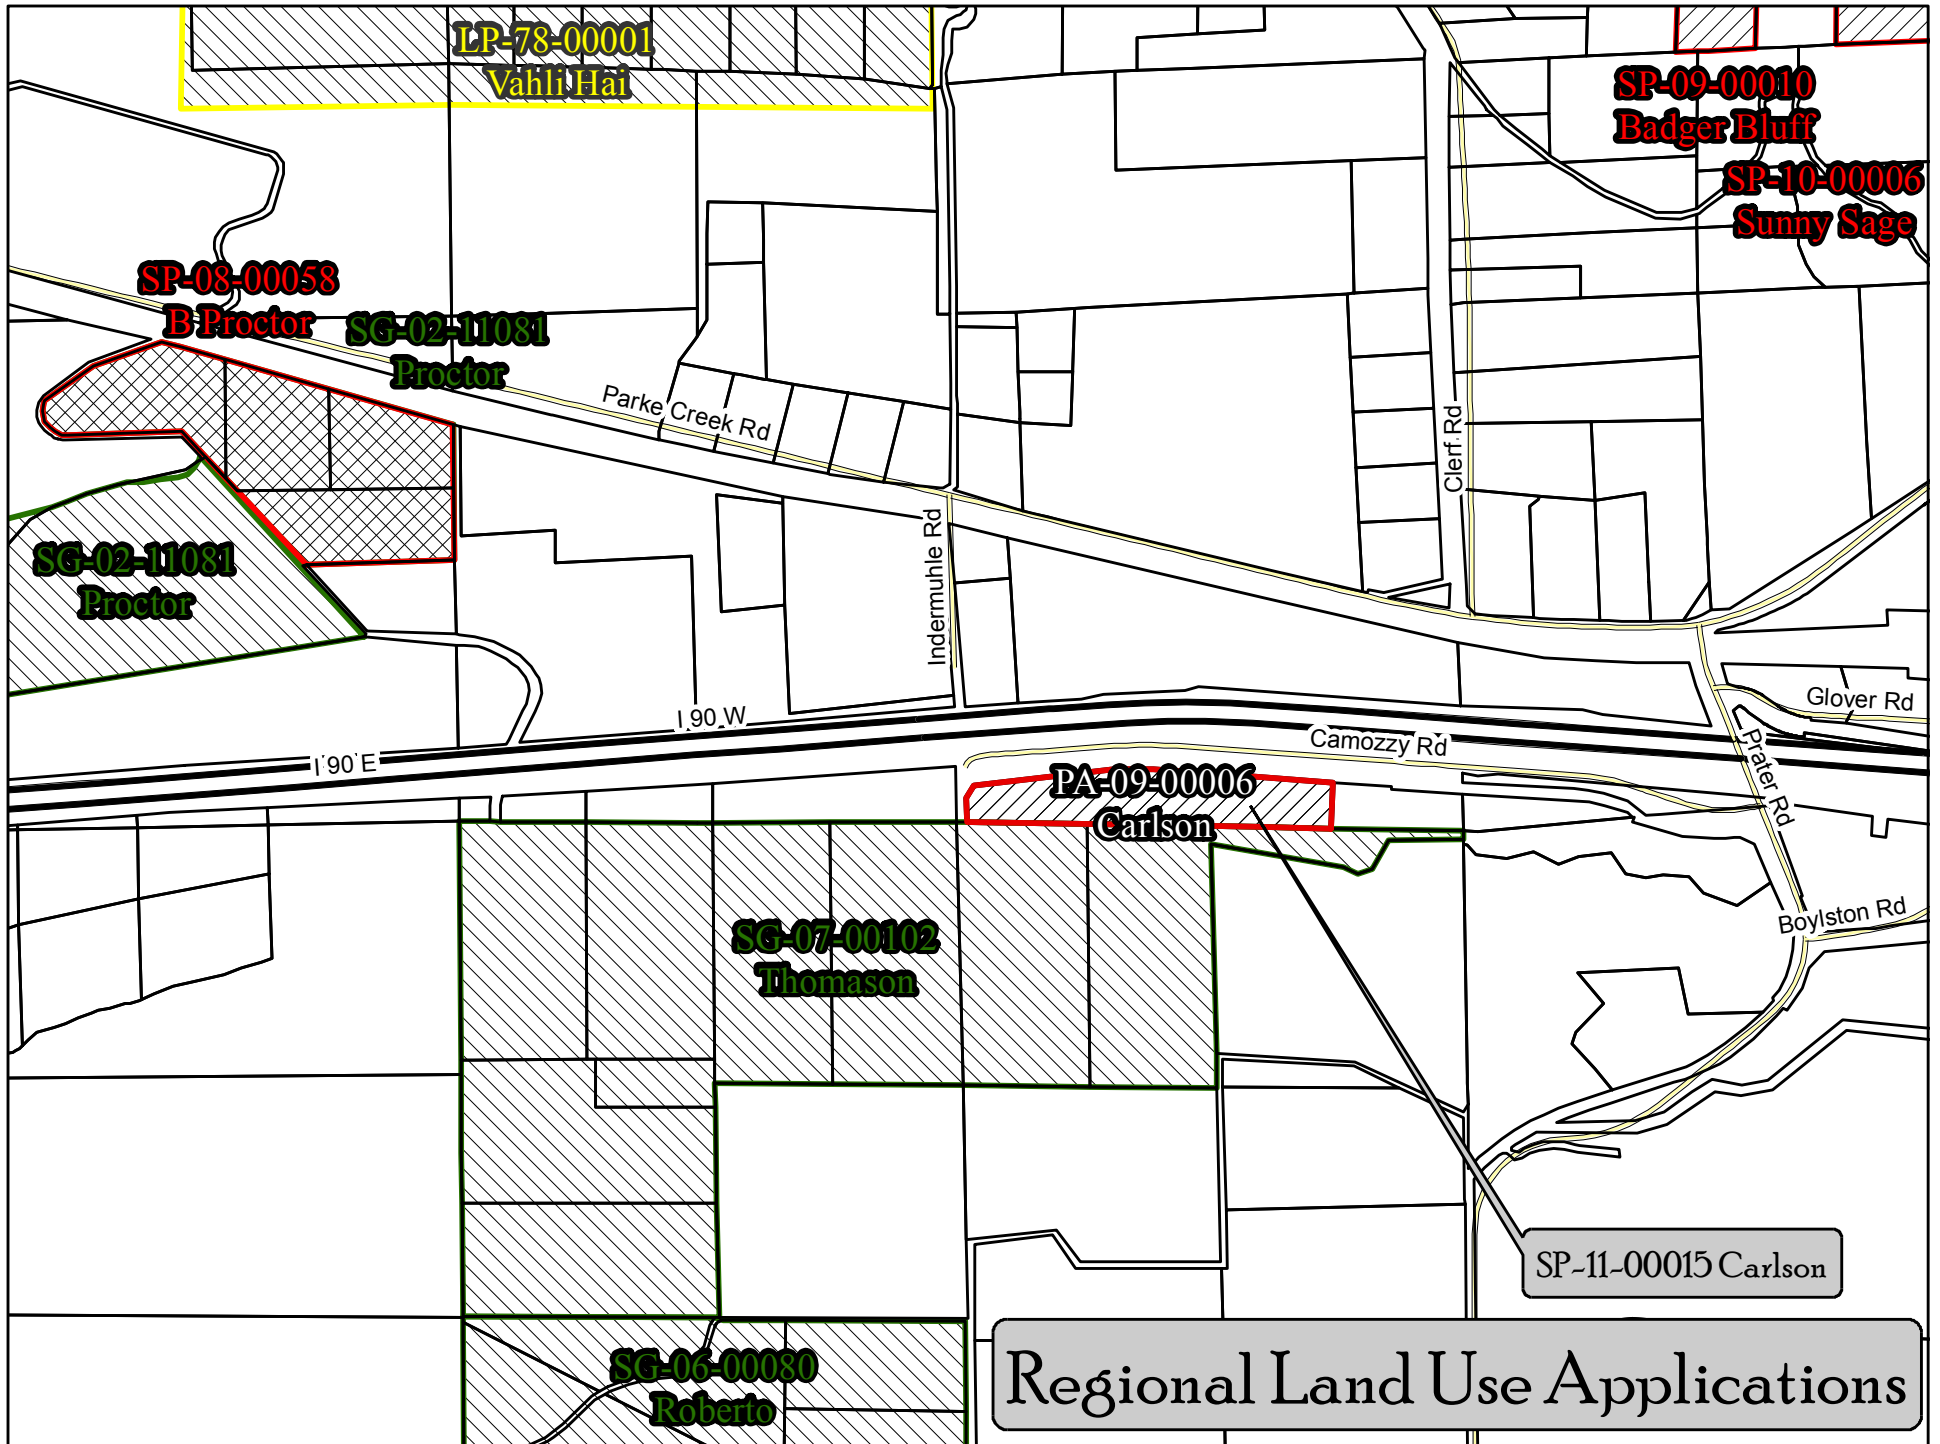 LP-78-00001
Vahli Hai
SP-09-00010
Badger Bluff
SP-10-00006
Sunny Sage
SP-08-00058
B Proctor
SG-02-11081
Proctor
Parke Creek Rd
Clerf Rd
SG-02-11081
Proctor
Indermuhle Rd
I 90 W
I 90 E
Glover Rd
Camozzy Rd
Prater Rd
PA-09-00006
Carlson
Boylston Rd
SG-07-00102
Thomason
SP-11-00015 Carlson
SG-06-00080
Roberto
Regional Land Use Applications